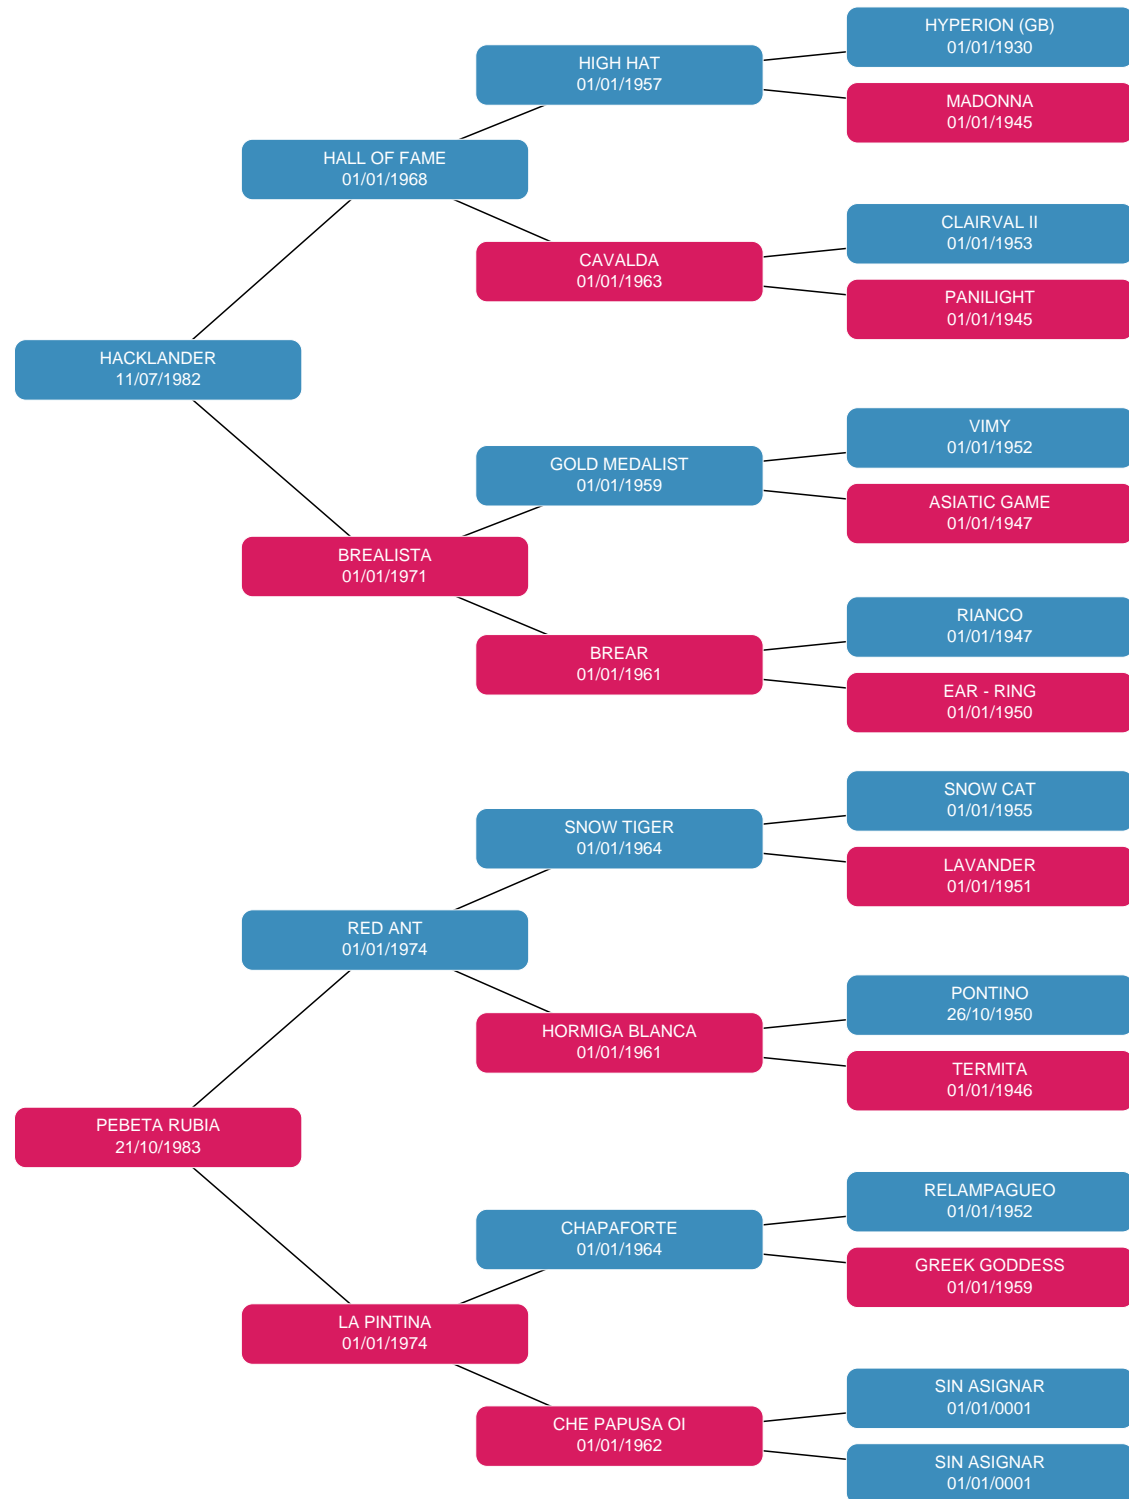 HYPERION (GB)
01/01/1930
HIGH HAT
01/01/1957
MADONNA
01/01/1945
HALL OF FAME
01/01/1968
CLAIRVAL II
01/01/1953
CAVALDA
01/01/1963
PANILIGHT
01/01/1945
HACKLANDER
11/07/1982
VIMY
01/01/1952
GOLD MEDALIST
01/01/1959
ASIATIC GAME
01/01/1947
BREALISTA
01/01/1971
RIANCO
01/01/1947
BREAR
01/01/1961
EAR - RING
01/01/1950
SNOW CAT
01/01/1955
SNOW TIGER
01/01/1964
LAVANDER
01/01/1951
RED ANT
01/01/1974
PONTINO
26/10/1950
HORMIGA BLANCA
01/01/1961
TERMITA
01/01/1946
PEBETA RUBIA
21/10/1983
RELAMPAGUEO
01/01/1952
CHAPAFORTE
01/01/1964
GREEK GODDESS
01/01/1959
LA PINTINA
01/01/1974
SIN ASIGNAR
01/01/0001
CHE PAPUSA OI
01/01/1962
SIN ASIGNAR
01/01/0001